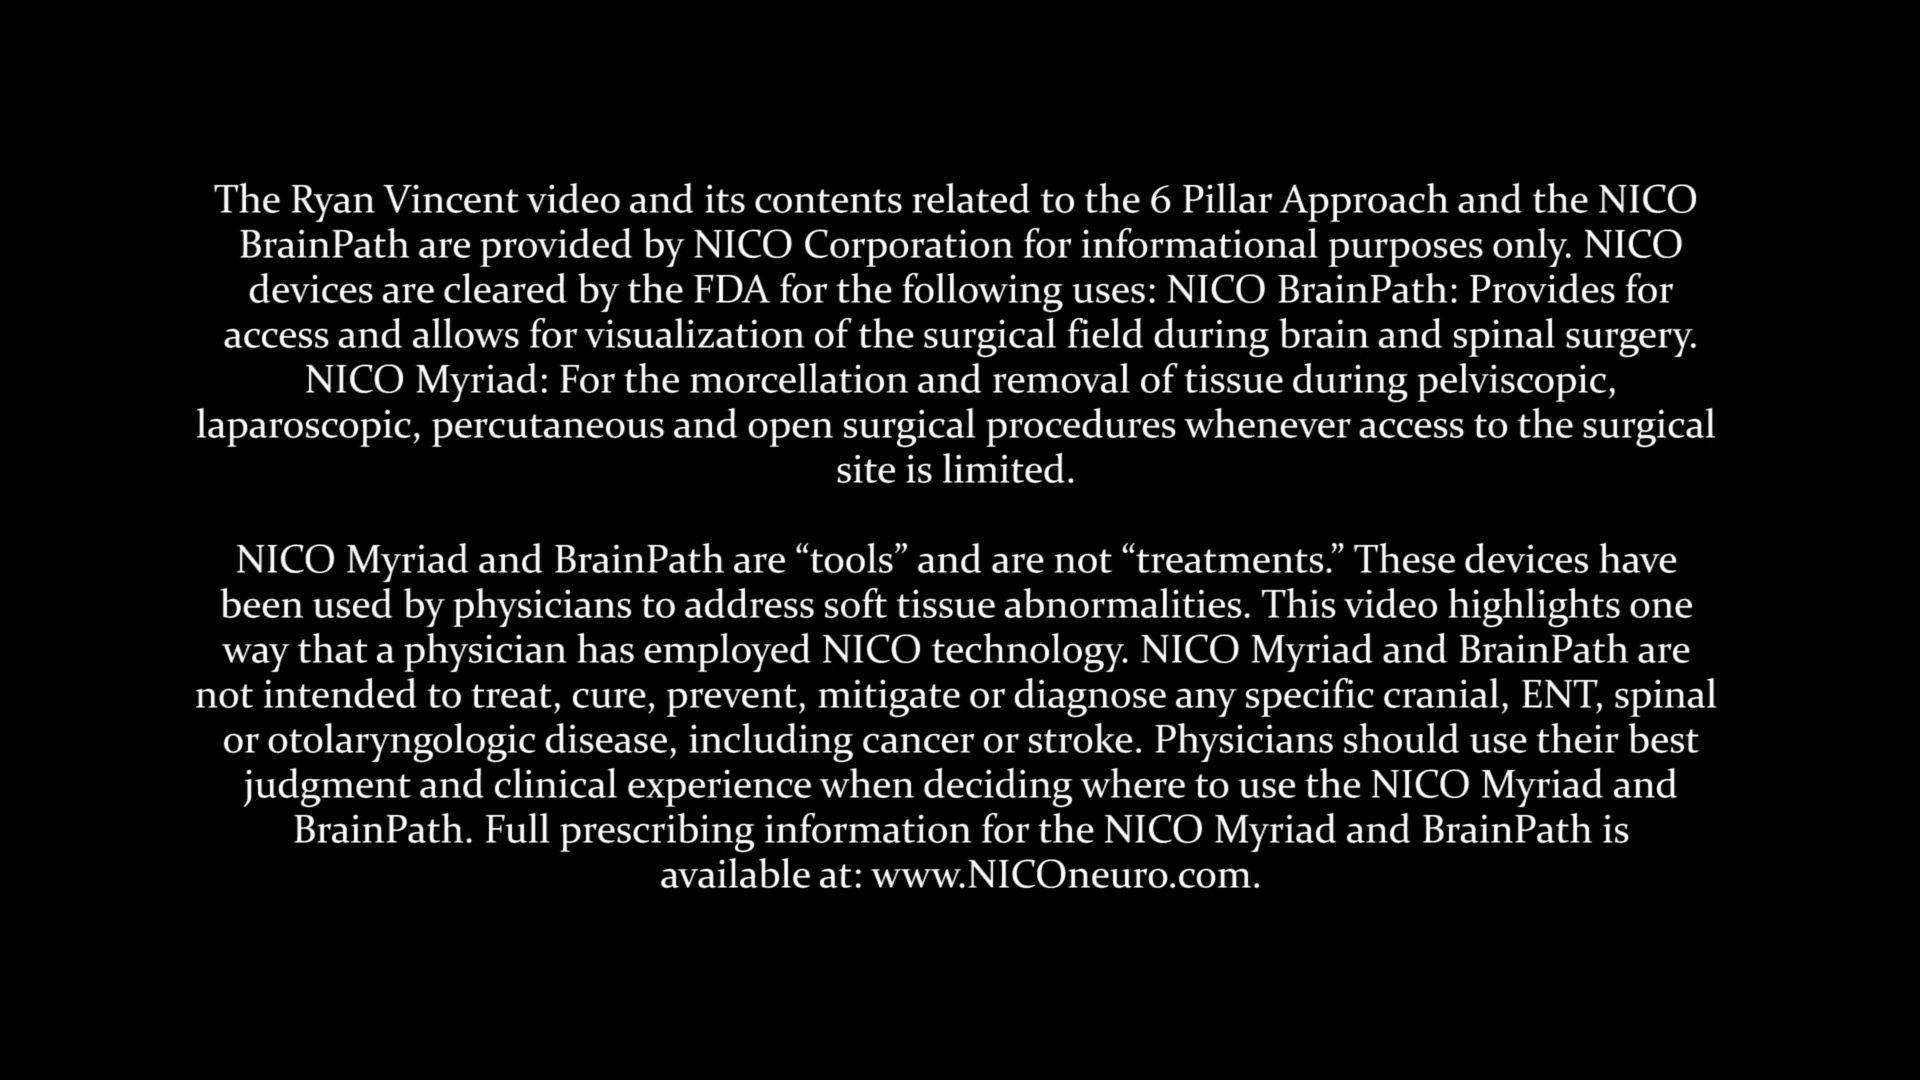 The Ryan Vincent video and its contents related to the 6 Pillar Approach and the NICO
BrainPath are provided by NICO Corporation for informational purposes only. NICO
devices are cleared by the FDA for the following uses: NICO BrainPath: Provides for
access and allows for visualization of the surgical field during brain and spinal surgery.
NICO Myriad: For the morcellation and removal of tissue during pelviscopic,
laparoscopic, percutaneous and open surgical procedures whenever access to the surgical
site is limited.
NICO Myriad and BrainPath are “tools” and are not “treatments.” These devices have
been used by physicians to address soft tissue abnormalities. This video highlights one
way that a physician has employed NICO technology. NICO Myriad and BrainPath are
not intended to treat, cure, prevent, mitigate or diagnose any specific cranial, ENT, spinal
or otolaryngologic disease, including cancer or stroke. Physicians should use their best
judgment and clinical experience when deciding where to use the NICO Myriad and
BrainPath. Full prescribing information for the NICO Myriad and BrainPath is
available at: www.NICOneuro.com.